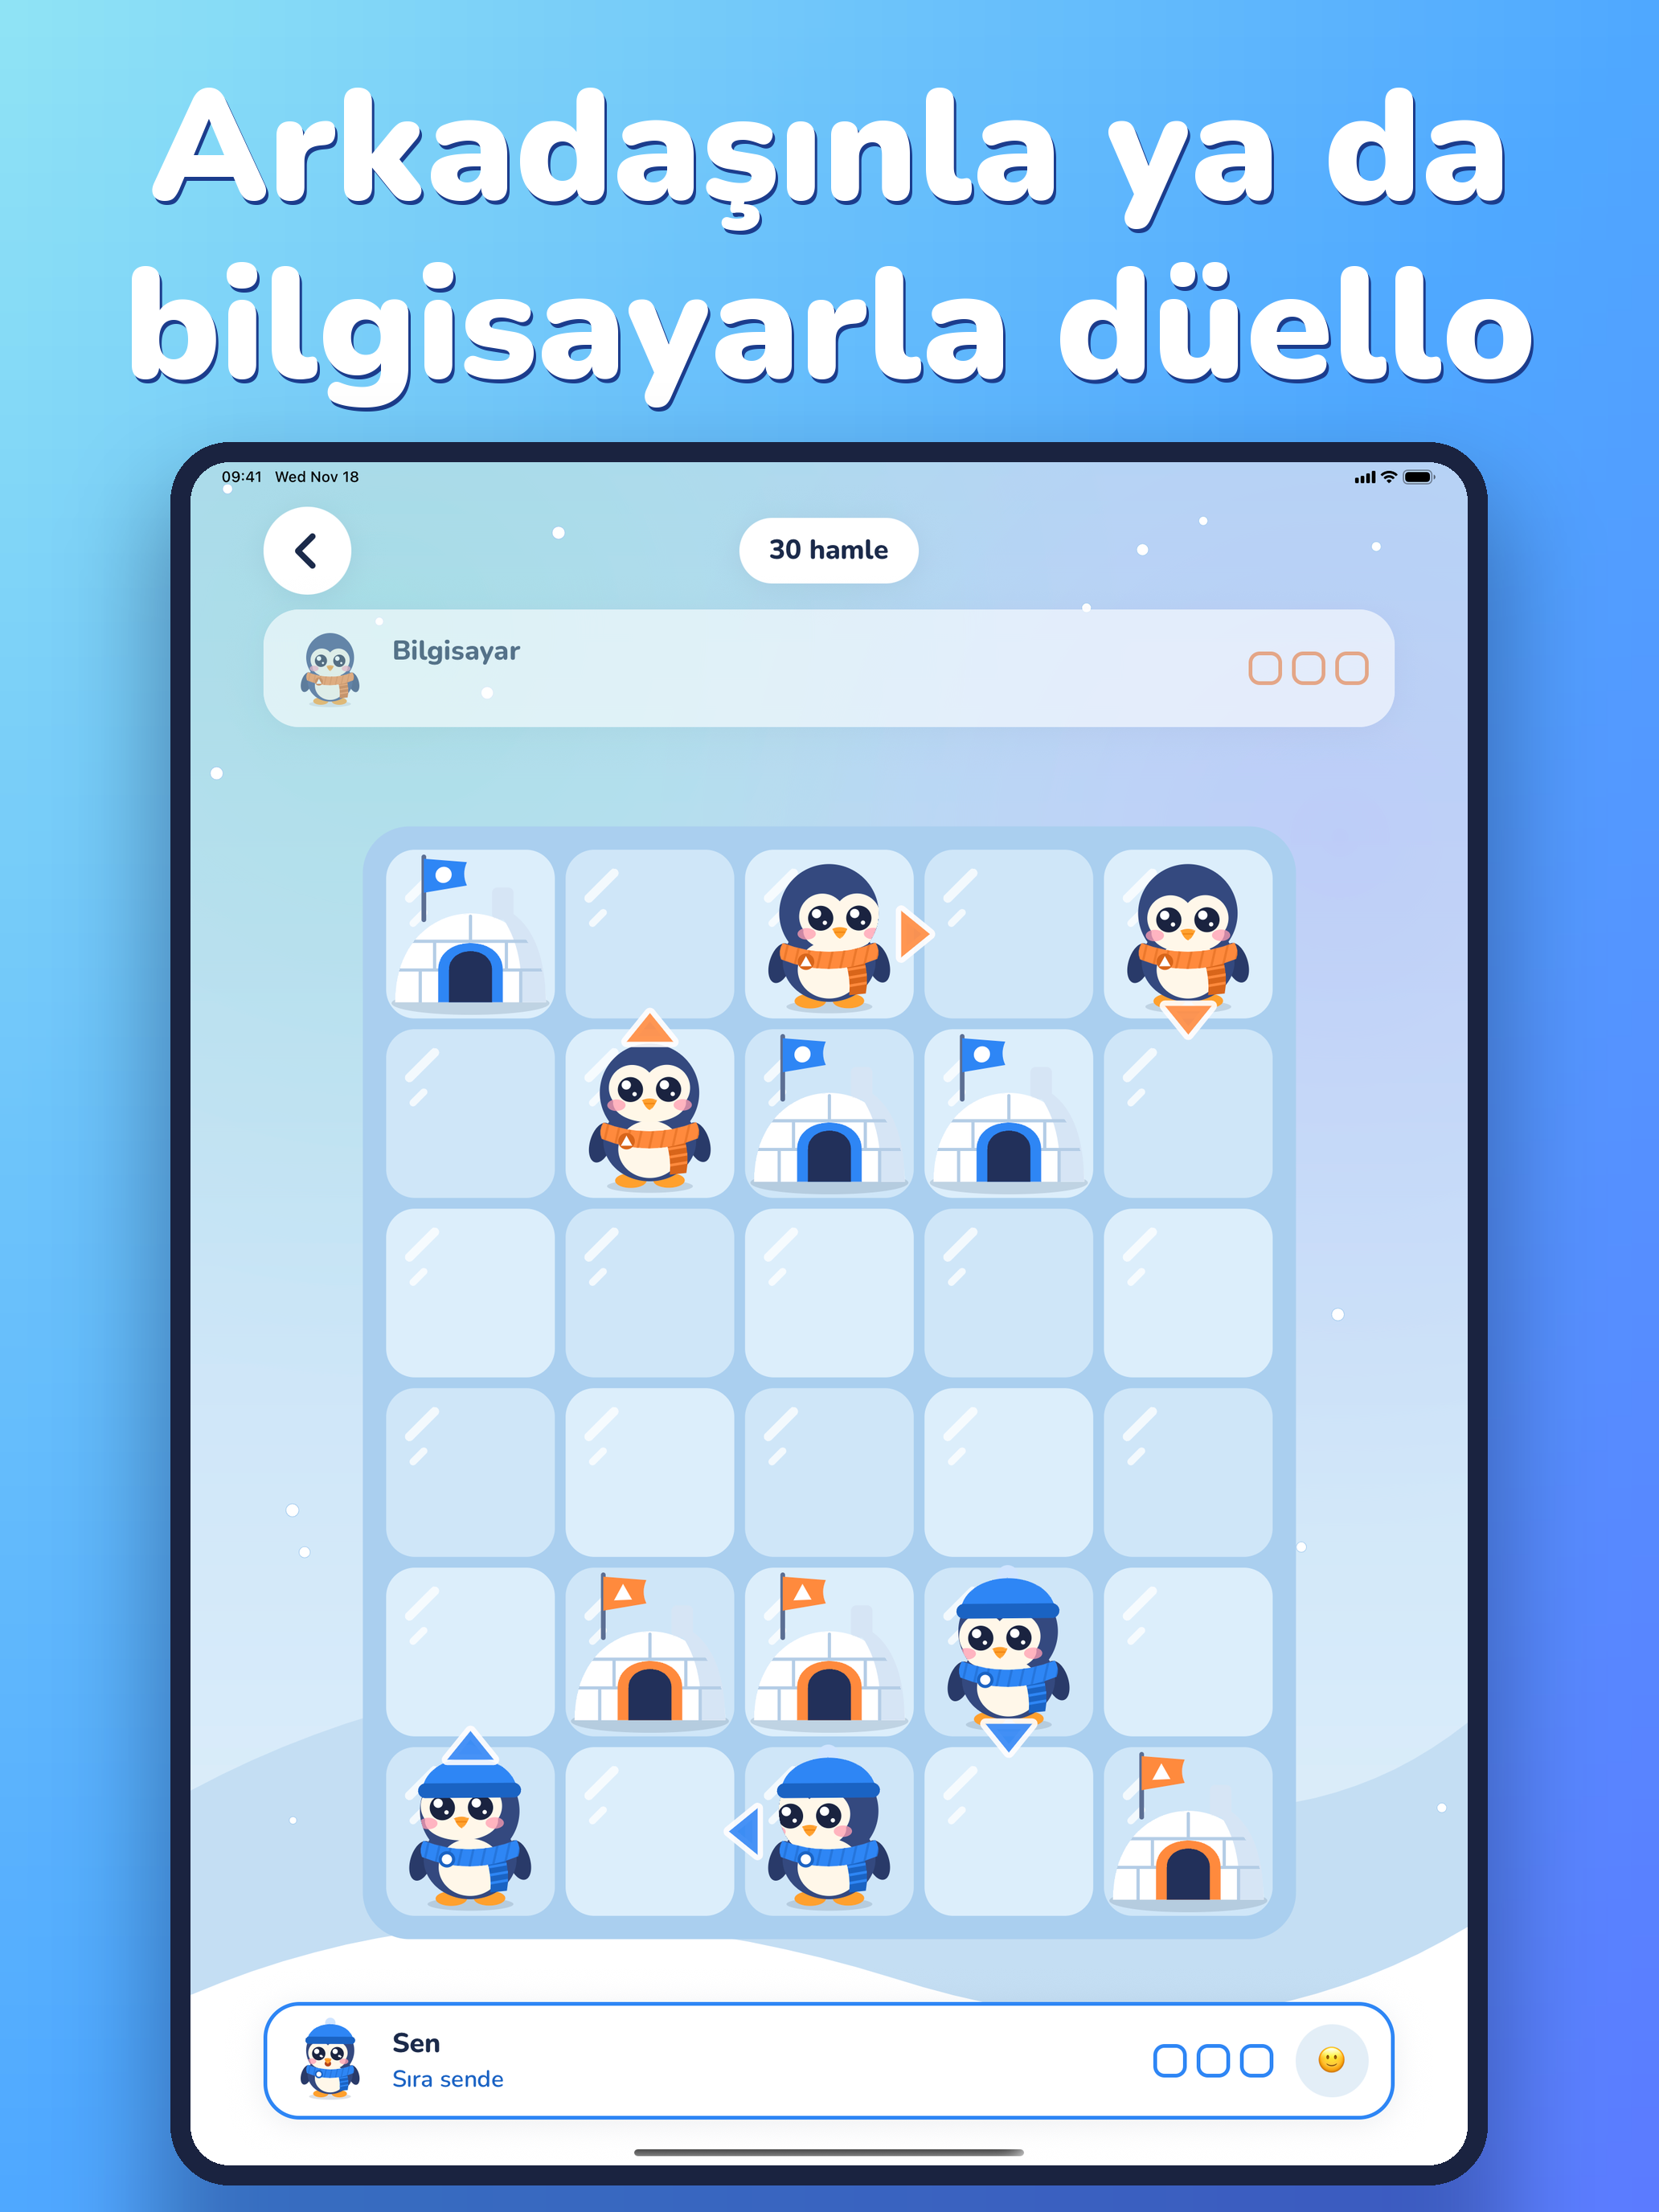 Arkadaşınla ya da
bilgisayarla düello
09:41 Wed Nov 18
30 hamle
Bilgisayar
Sen
Sıra sende